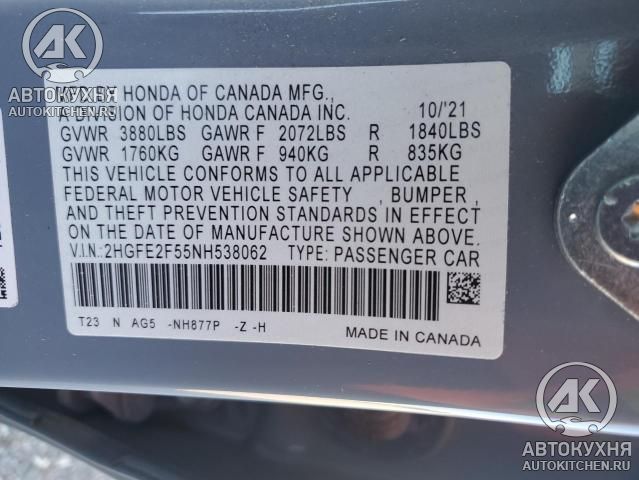 АК
АВТОКУХНЯ
AUTOKITCHEN.RU
HONDA OF CANADA MFG.,
A DIVISION OF HONDA CANADA INC. 10/'21
GVWR 3880LBS GAWR F 2072LBS R 1840LBS
GVWR 1760KG GAWR F 940KG R 835KG
THIS VEHICLE CONFORMS TO ALL APPLICABLE
FEDERAL MOTOR VEHICLE SAFETY , BUMPER ,
AND THEFT PREVENTION STANDARDS IN EFFECT
ON THE DATE OF MANUFACTURE SHOWN ABOVE.
V.I.N.:2HGFE2F55NH538062 TYPE: PASSENGER CAR
T23 N AG5 -NH877P -Z -H MADE IN CANADA
АК
АВТОКУХНЯ
AUTOKITCHEN.RU